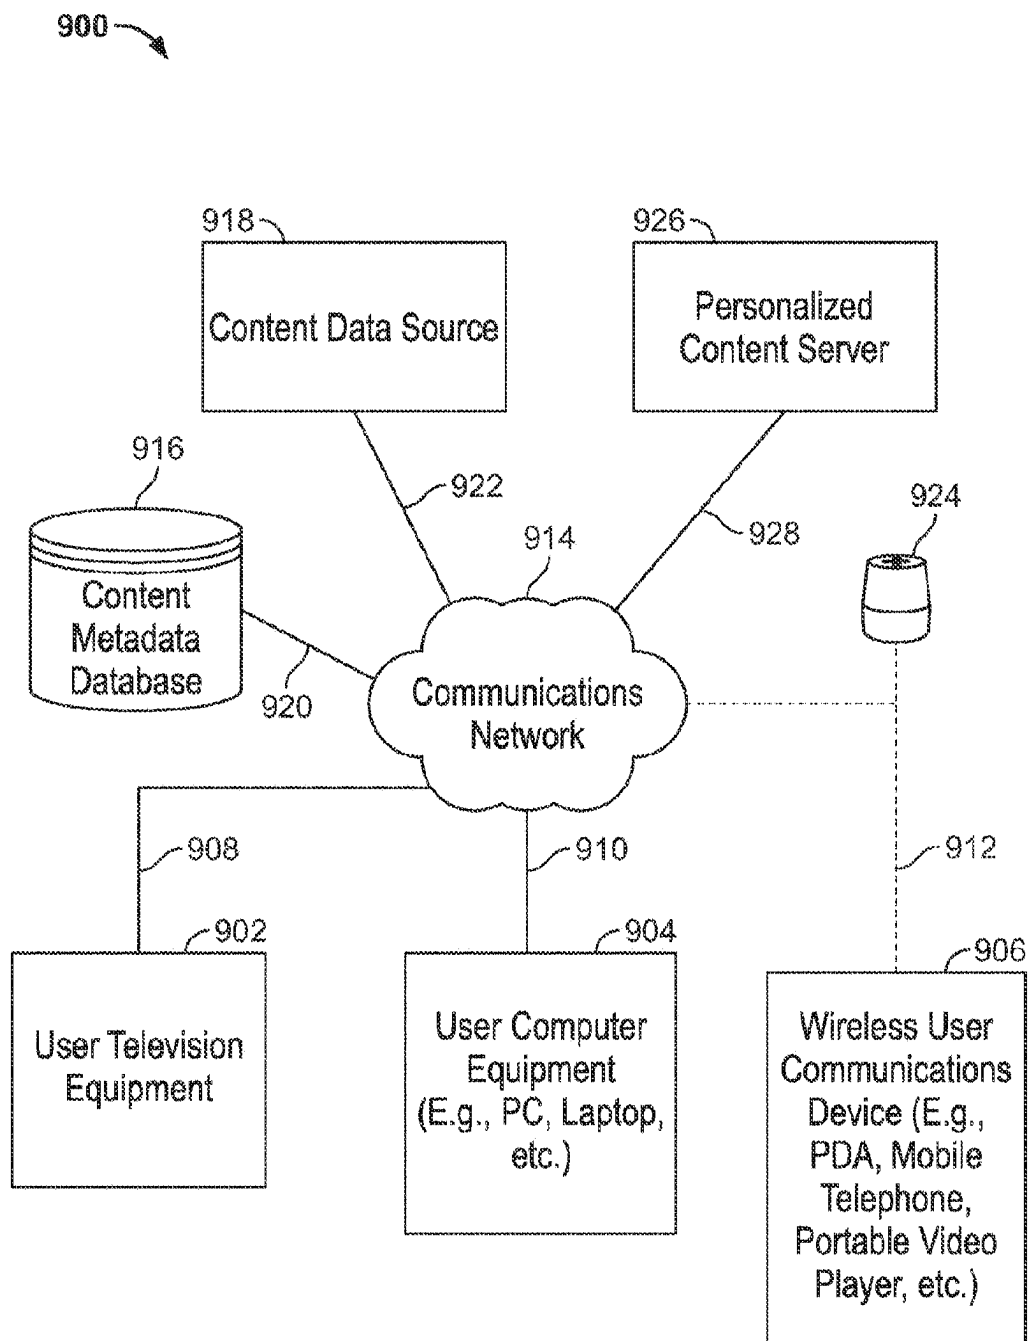 900
918
926
Content Data Source
Personalized
Content Server
916
922
928
924
914
Content
Metadata
Database
920
Communications
Network
908
910
912
902
904
906
User Television
Equipment
User Computer
Equipment
(E.g., PC, Laptop,
etc.)
Wireless User
Communications
Device (E.g.,
PDA, Mobile
Telephone,
Portable Video
Player, etc.)